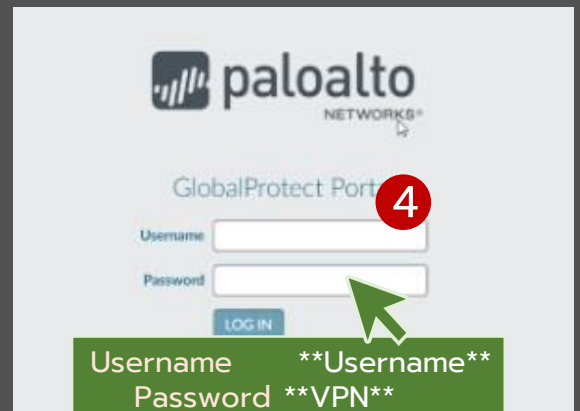 paloalto
NETWORKS®
GlobalProtect Port
4
Username
Password
LOG IN
Username **Username**
Password **VPN**